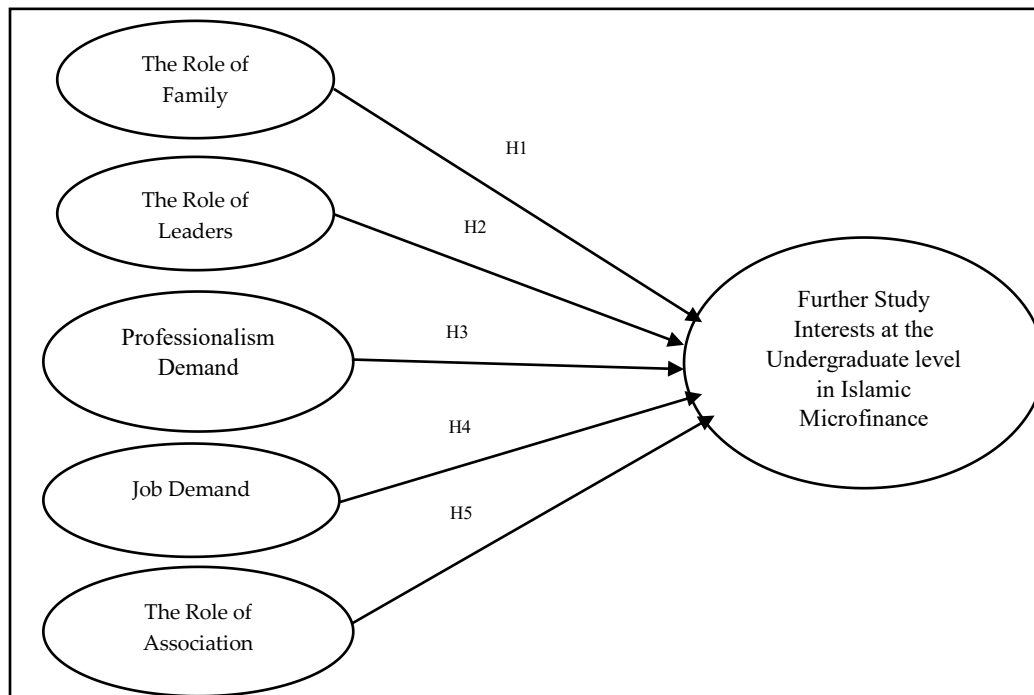 The Role of
Family
H1
The Role of
Leaders
H2
Professionalism
Demand
H3
Job Demand
H4
The Role of
Association
H5
Further Study
Interests at the
Undergraduate level
in Islamic
Microfinance